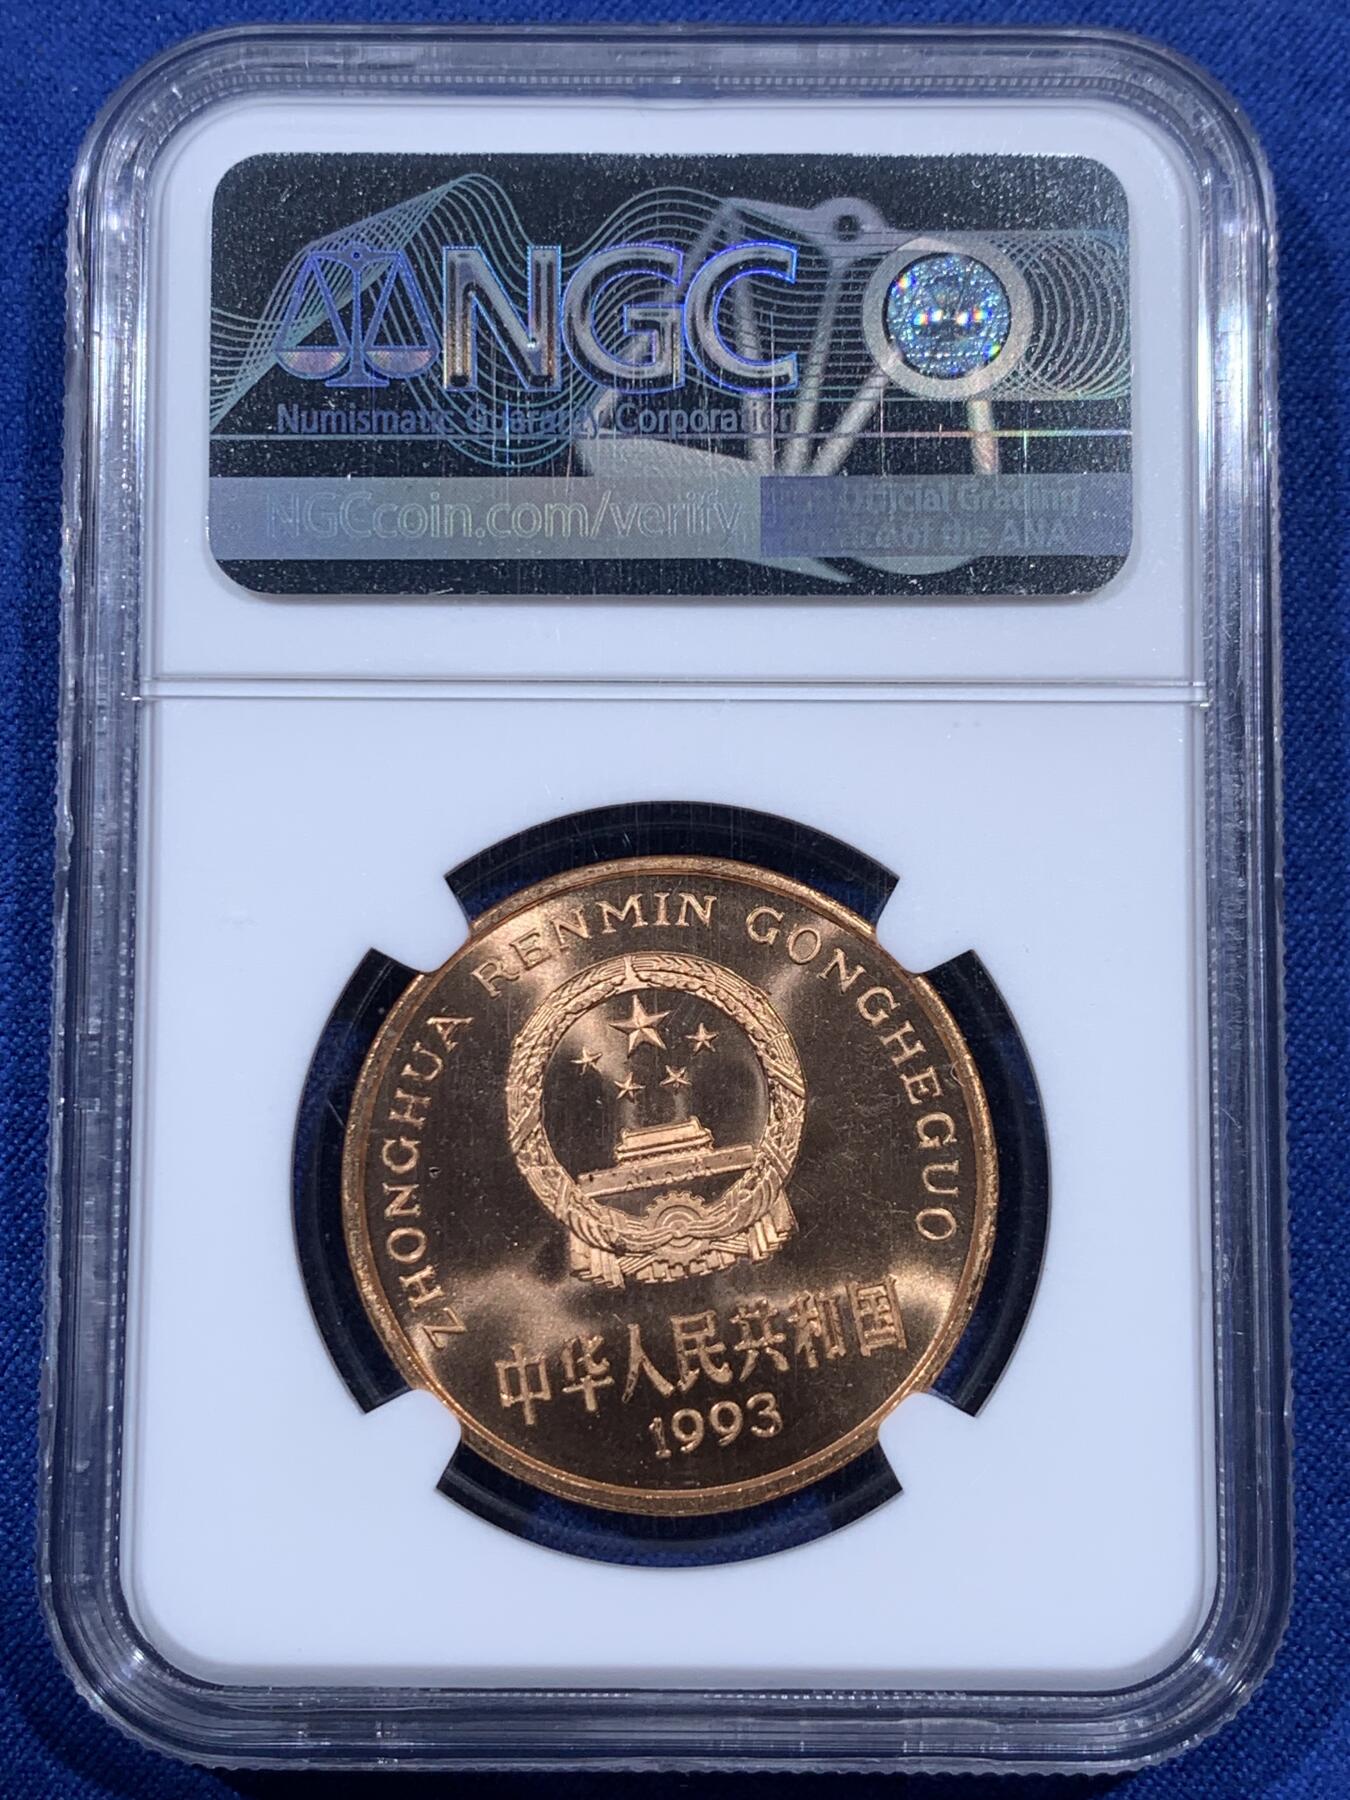 NGC
Numismatic Guaranty Corporation
NGCcoin.com/verify
Official Grading
of the ANA
ZHONGHUA RENMIN GONGHEGUO
中华人民共和国
1993